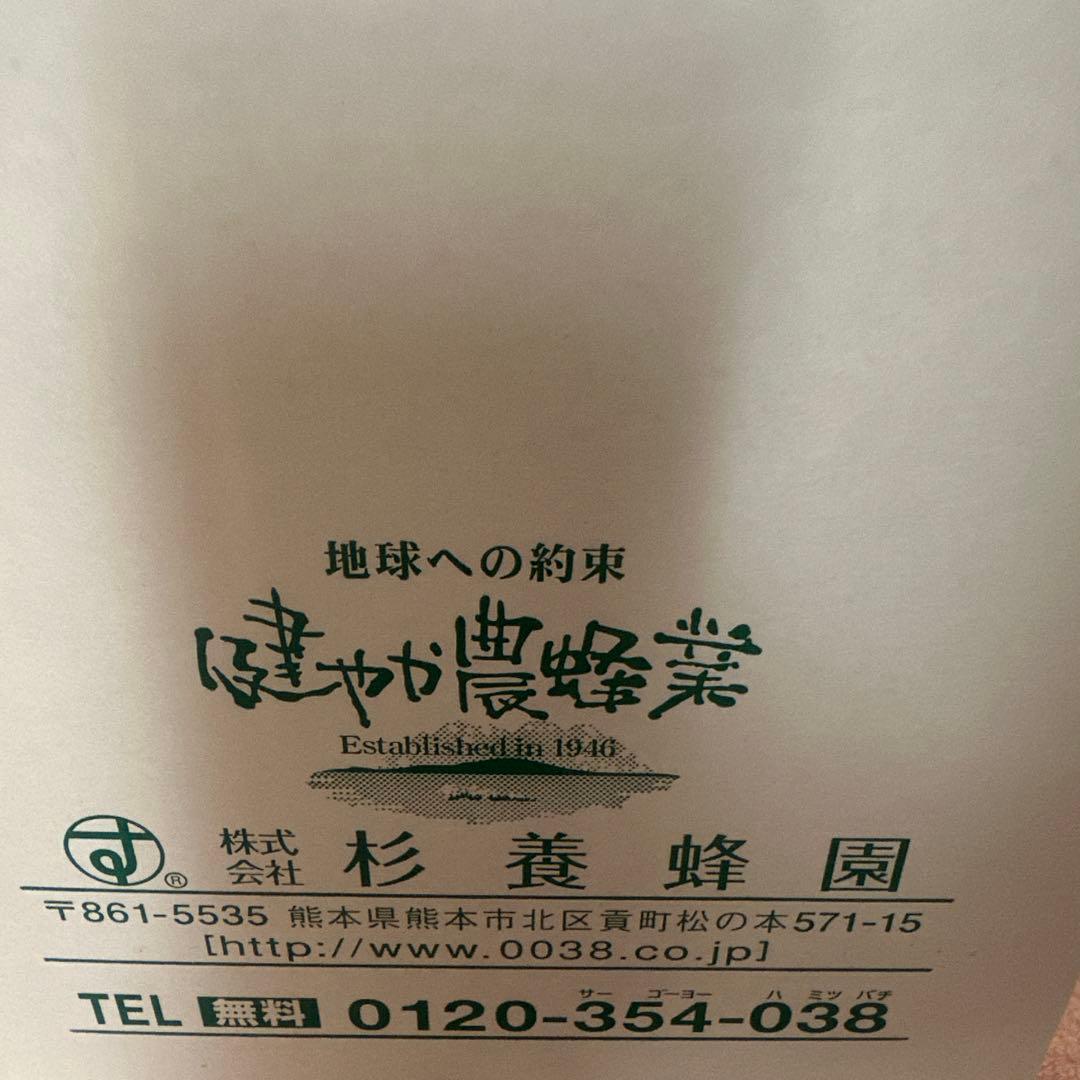 地球への約束
健やか農蜂業
Established in 1946
す® 株式会社 杉養蜂園
〒861-5535 熊本県熊本市北区貢町松の本571-15
[http://www.0038.co.jp]
サー ゴーヨー ハ ミツ バチ
TEL 無料 0120-354-038